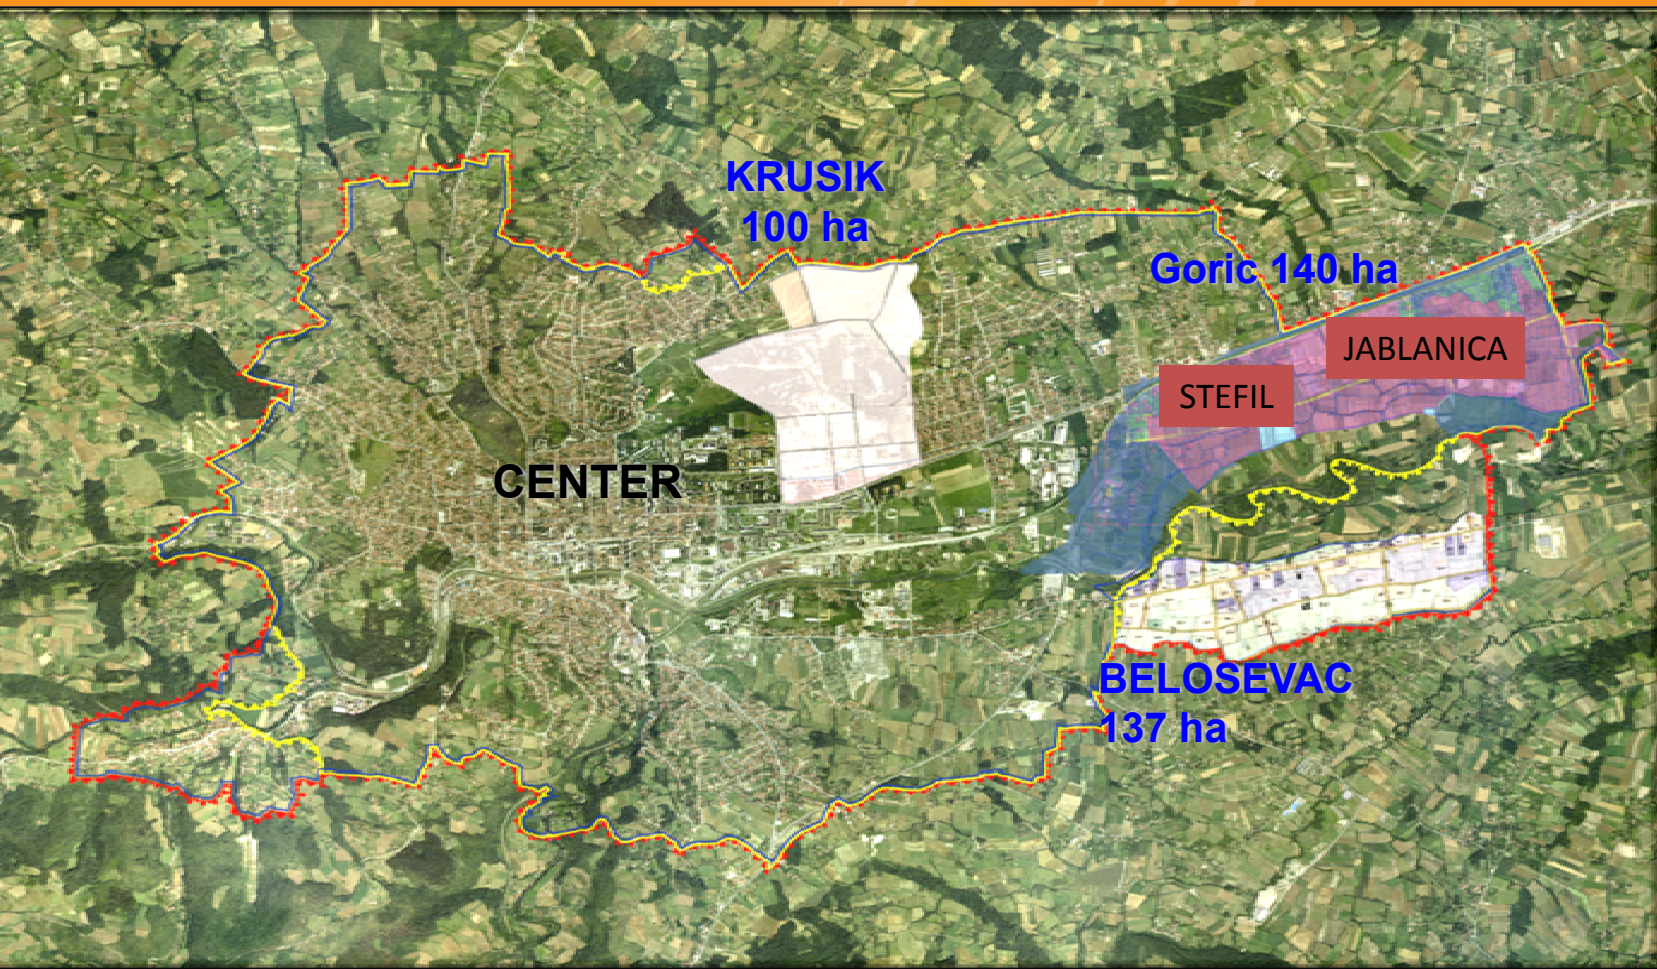 KRUSIK
100 ha
Goric 140 ha
JABLANICA
STEFIL
CENTER
BELOSEVAC
137 ha